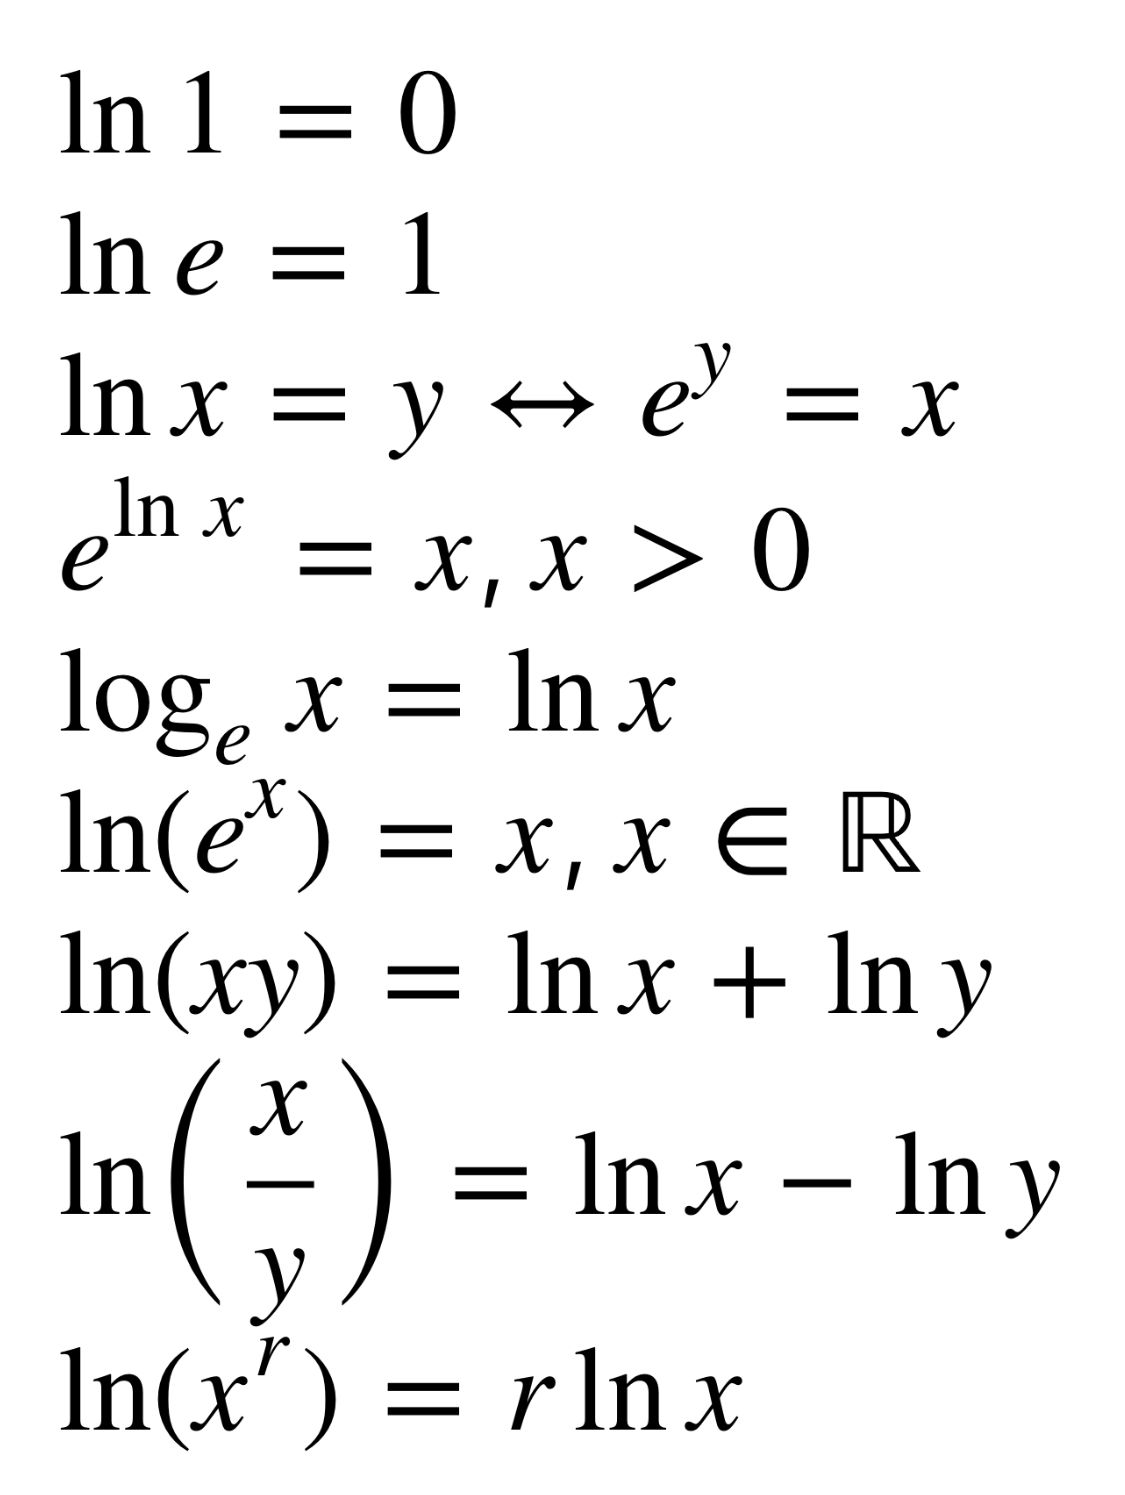 ln 1 = 0
ln e = 1
ln x = y ↔ e^y = x
e^{ln x} = x, x > 0
log_e x = ln x
ln(e^x) = x, x ∈ ℝ
ln(xy) = ln x + ln y
ln(x/y) = ln x − ln y
ln(x^r) = r ln x